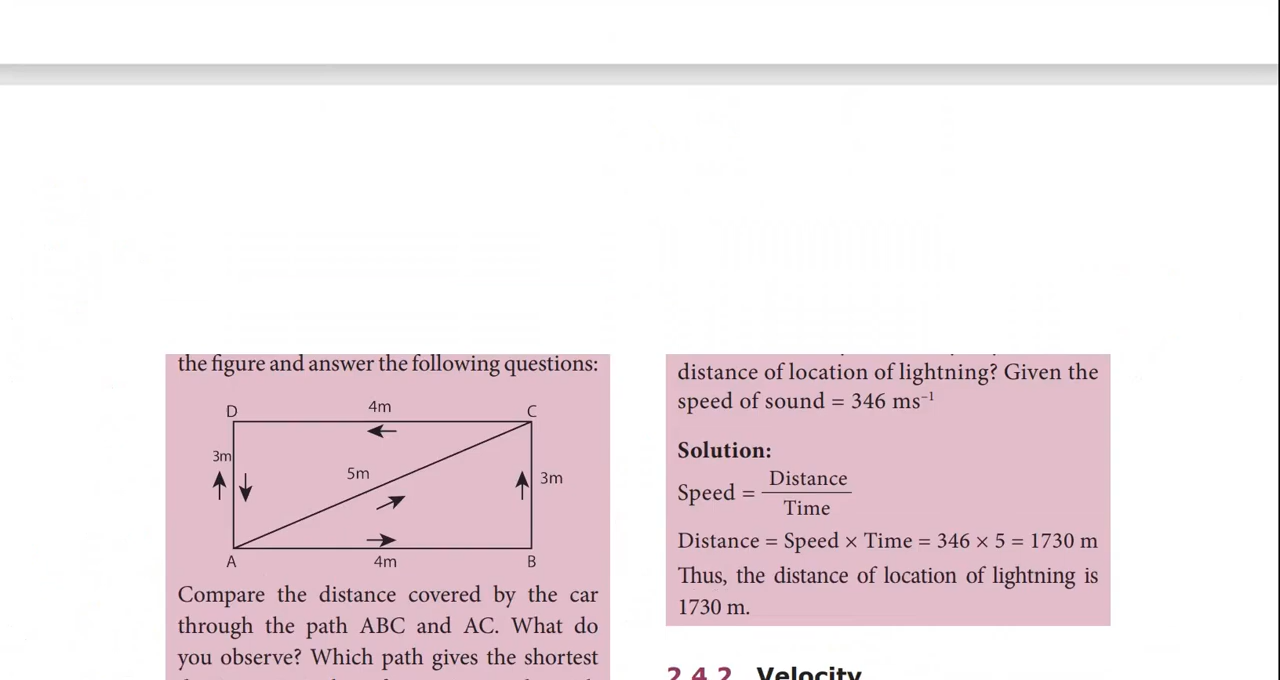 the figure and answer the following questions:
D
4m
C
3m
5m
3m
A
4m
B
Compare the distance covered by the car
through the path ABC and AC. What do
you observe? Which path gives the shortest
distance of location of lightning? Given the
speed of sound = 346 ms⁻¹
Solution:
Speed = Distance / Time
Distance = Speed × Time = 346 × 5 = 1730 m
Thus, the distance of location of lightning is
1730 m.
2.4.2 Velocity